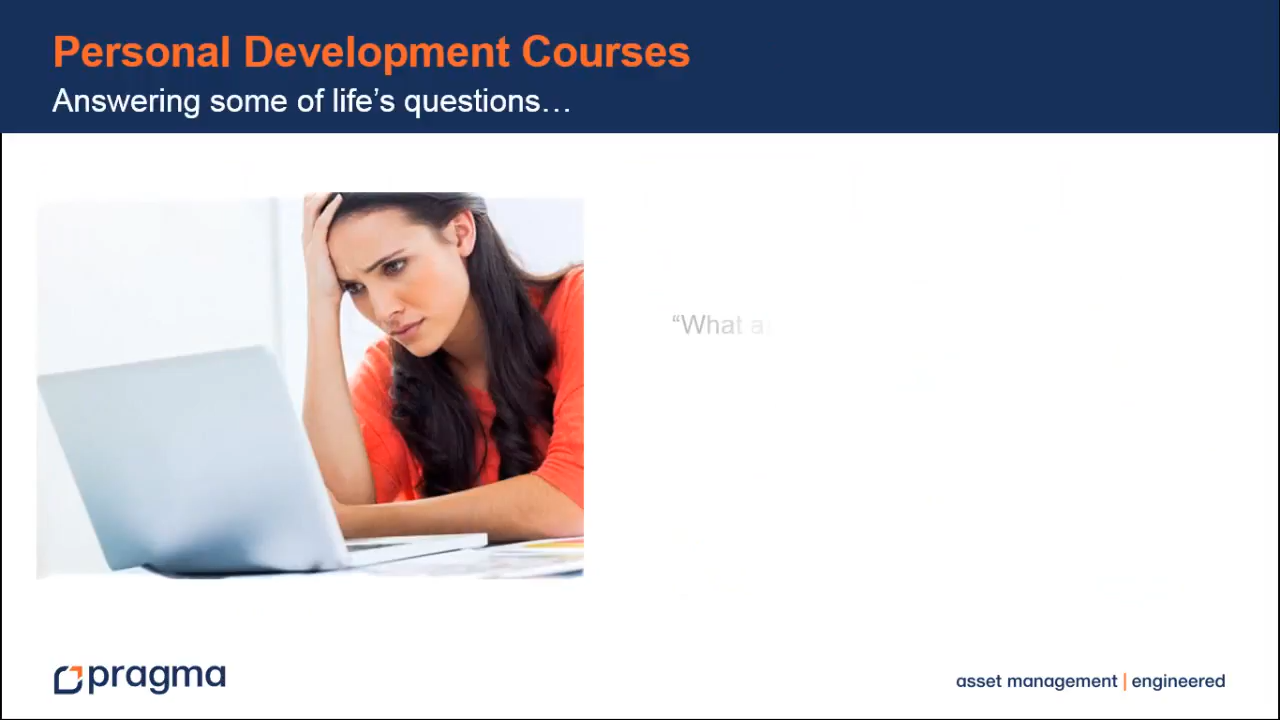 Personal Development Courses
Answering some of life’s questions…
“What a
pragma
asset management | engineered